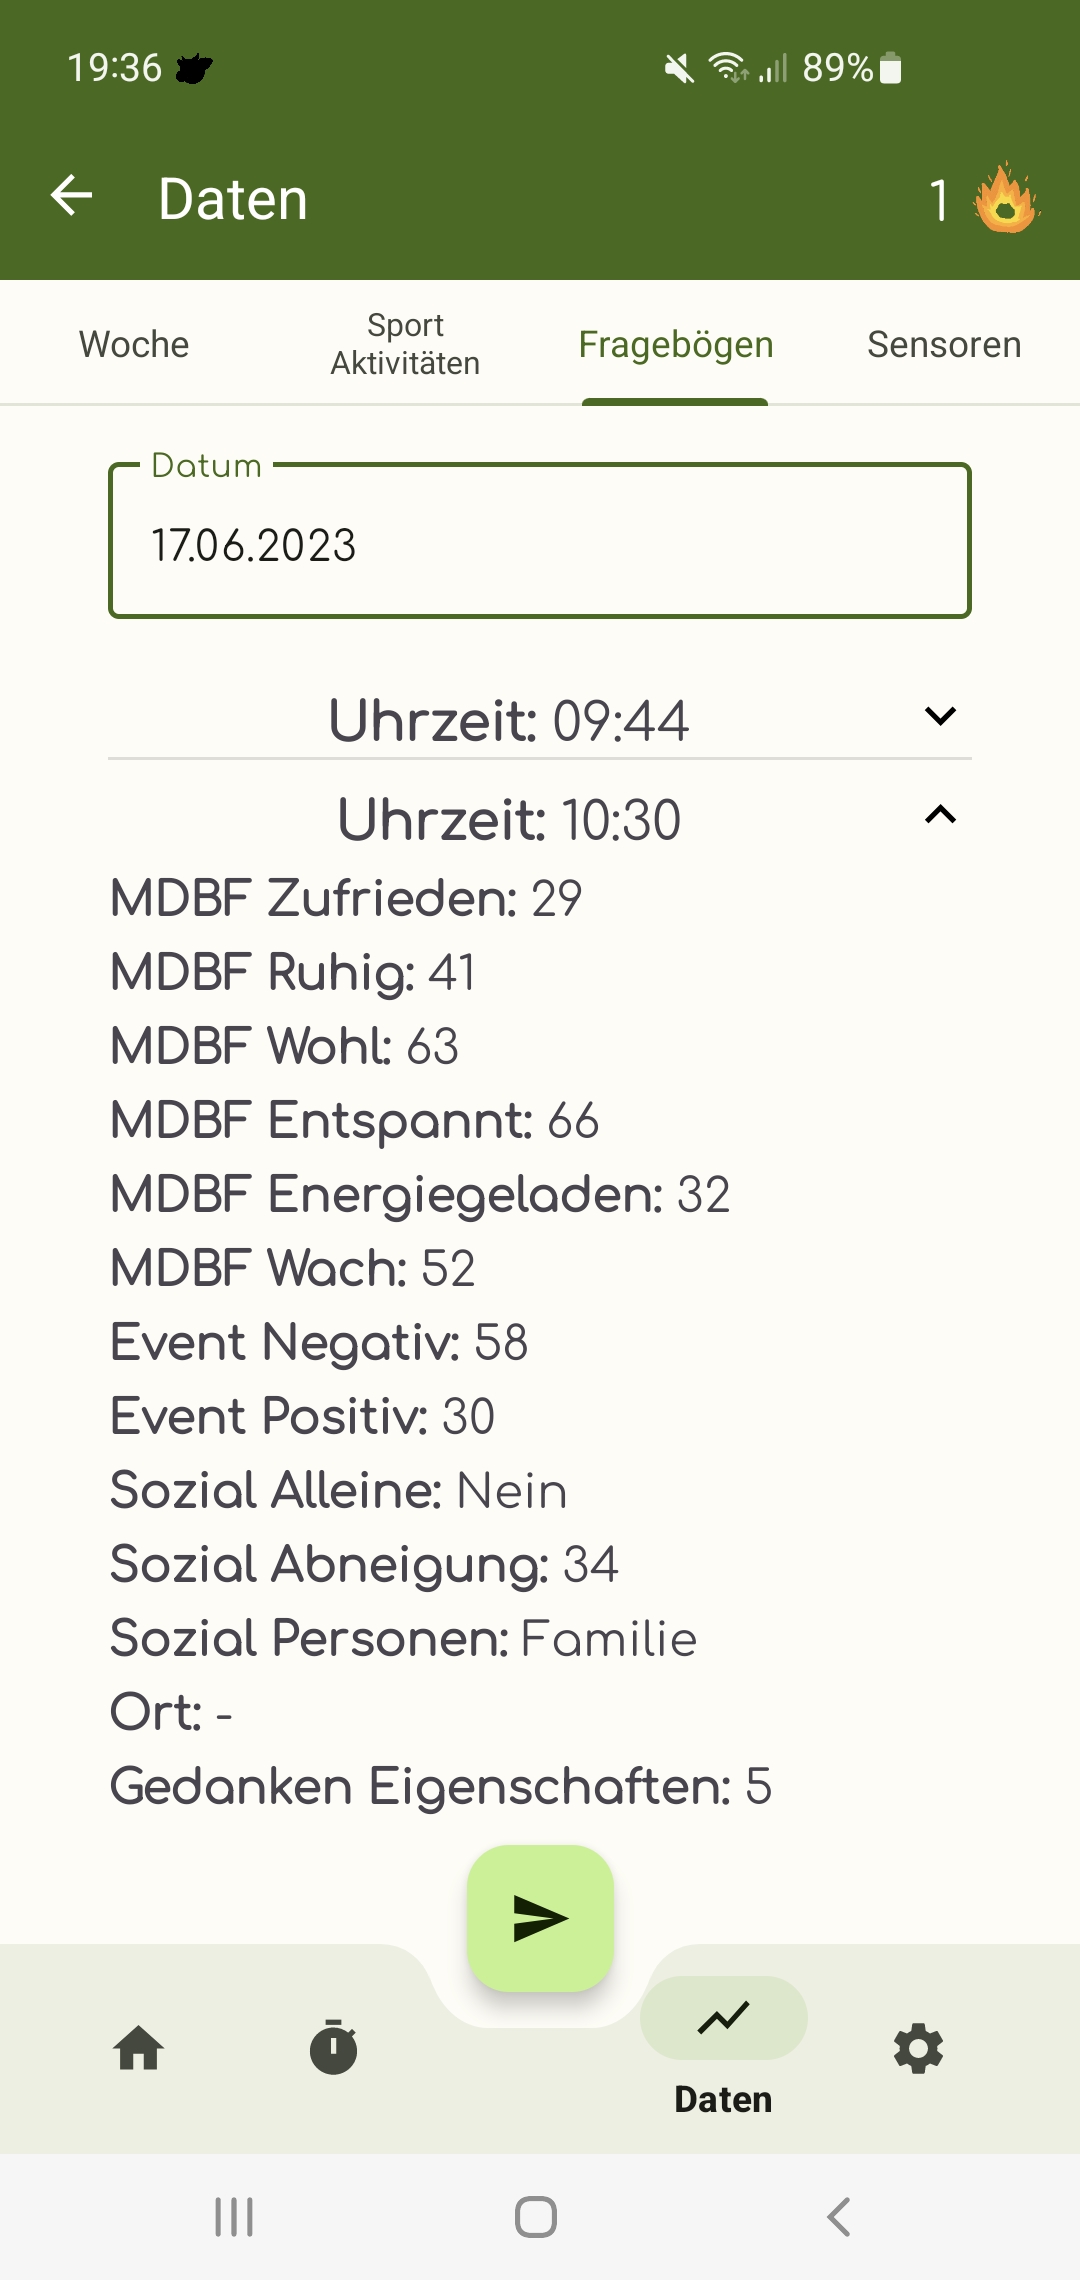 19:36 89%
Daten 1
Woche Sport Aktivitäten Fragebögen Sensoren
Datum
17.06.2023
Uhrzeit: 09:44
Uhrzeit: 10:30
MDBF Zufrieden: 29
MDBF Ruhig: 41
MDBF Wohl: 63
MDBF Entspannt: 66
MDBF Energiegeladen: 32
MDBF Wach: 52
Event Negativ: 58
Event Positiv: 30
Sozial Alleine: Nein
Sozial Abneigung: 34
Sozial Personen: Familie
Ort: -
Gedanken Eigenschaften: 5
Daten